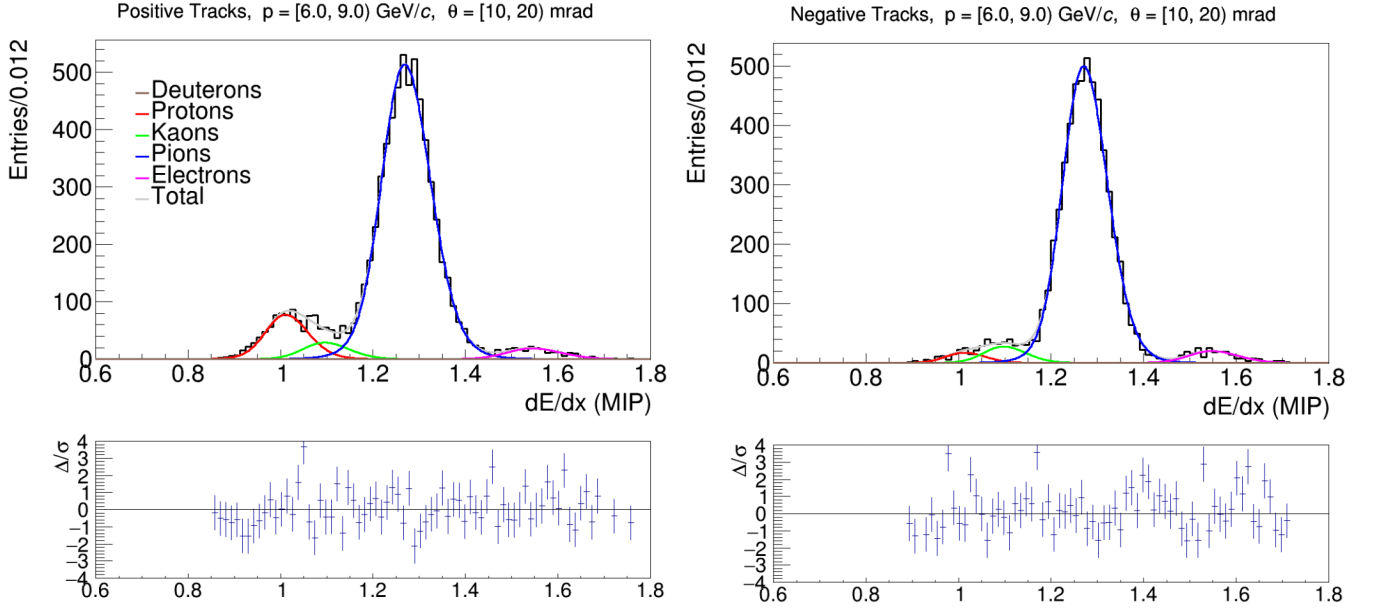 Positive Tracks, p = [6.0, 9.0) GeV/c, θ = [10, 20) mrad
Entries/0.012
500
400
300
200
100
0
Deuterons
Protons
Kaons
Pions
Electrons
Total
0.6 0.8 1 1.2 1.4 1.6 1.8
dE/dx (MIP)
Δ/σ
4
3
2
1
0
−1
−2
−3
−4
0.6 0.8 1 1.2 1.4 1.6 1.8
Negative Tracks, p = [6.0, 9.0) GeV/c, θ = [10, 20) mrad
Entries/0.012
500
400
300
200
100
0
0.6 0.8 1 1.2 1.4 1.6 1.8
dE/dx (MIP)
Δ/σ
4
3
2
1
0
−1
−2
−3
−4
0.6 0.8 1 1.2 1.4 1.6 1.8